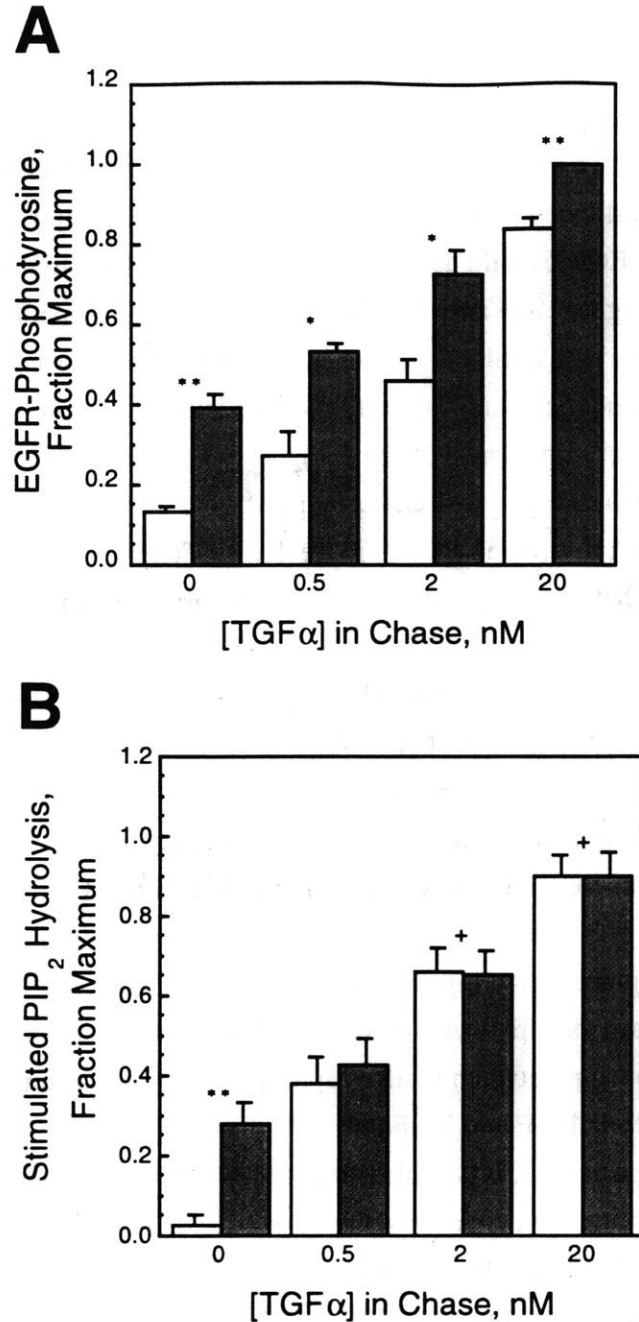 A
EGFR-Phosphotyrosine,
Fraction Maximum
1.2
1.0
0.8
0.6
0.4
0.2
0.0
**
*
*
**
0 0.5 2 20
[TGFα] in Chase, nM
B
Stimulated PIP2 Hydrolysis,
Fraction Maximum
1.2
1.0
0.8
0.6
0.4
0.2
0.0
**
+
+
0 0.5 2 20
[TGFα] in Chase, nM